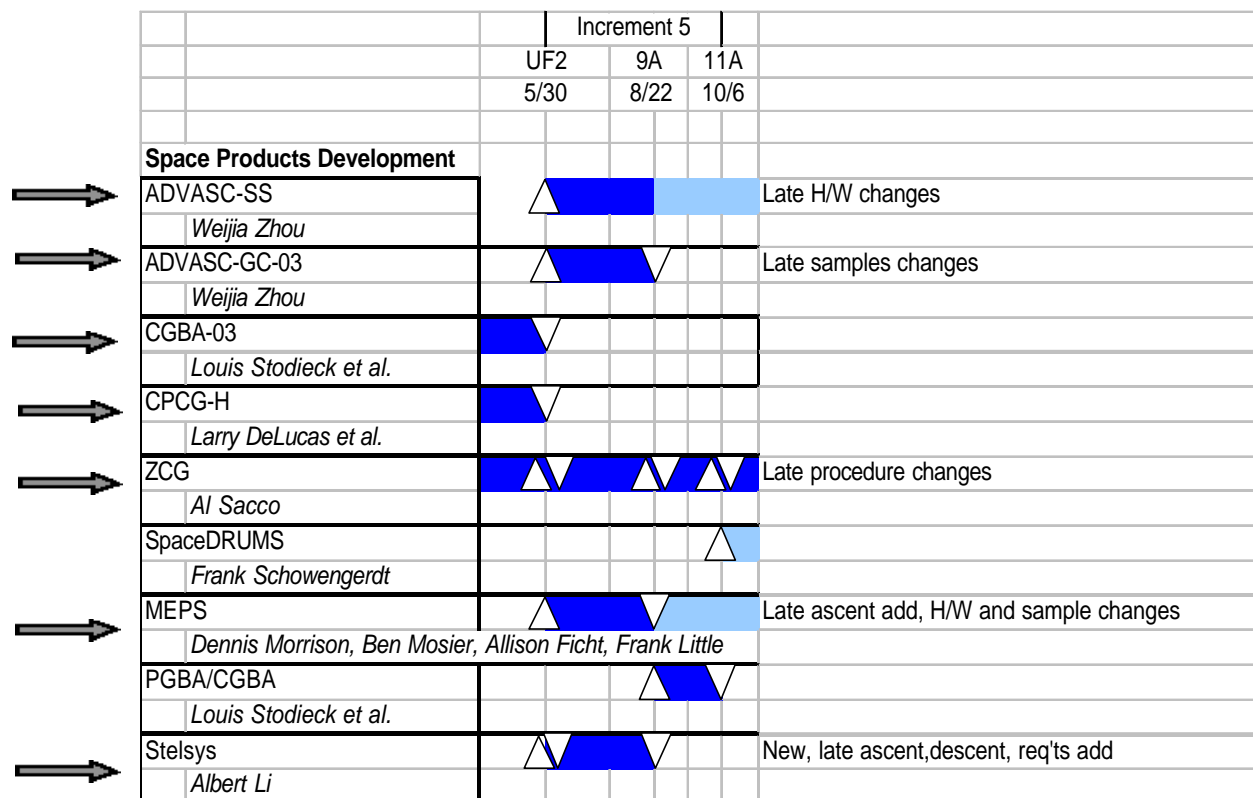 Increment 5
UF2 9A 11A
5/30 8/22 10/6
Space Products Development
ADVASC-SS Late H/W changes
Weijia Zhou
ADVASC-GC-03 Late samples changes
Weijia Zhou
CGBA-03
Louis Stodieck et al.
CPCG-H
Larry DeLucas et al.
ZCG Late procedure changes
Al Sacco
SpaceDRUMS
Frank Schowengerdt
MEPS Late ascent add, H/W and sample changes
Dennis Morrison, Ben Mosier, Allison Ficht, Frank Little
PGBA/CGBA
Louis Stodieck et al.
Stelsys New, late ascent,descent, req'ts add
Albert Li